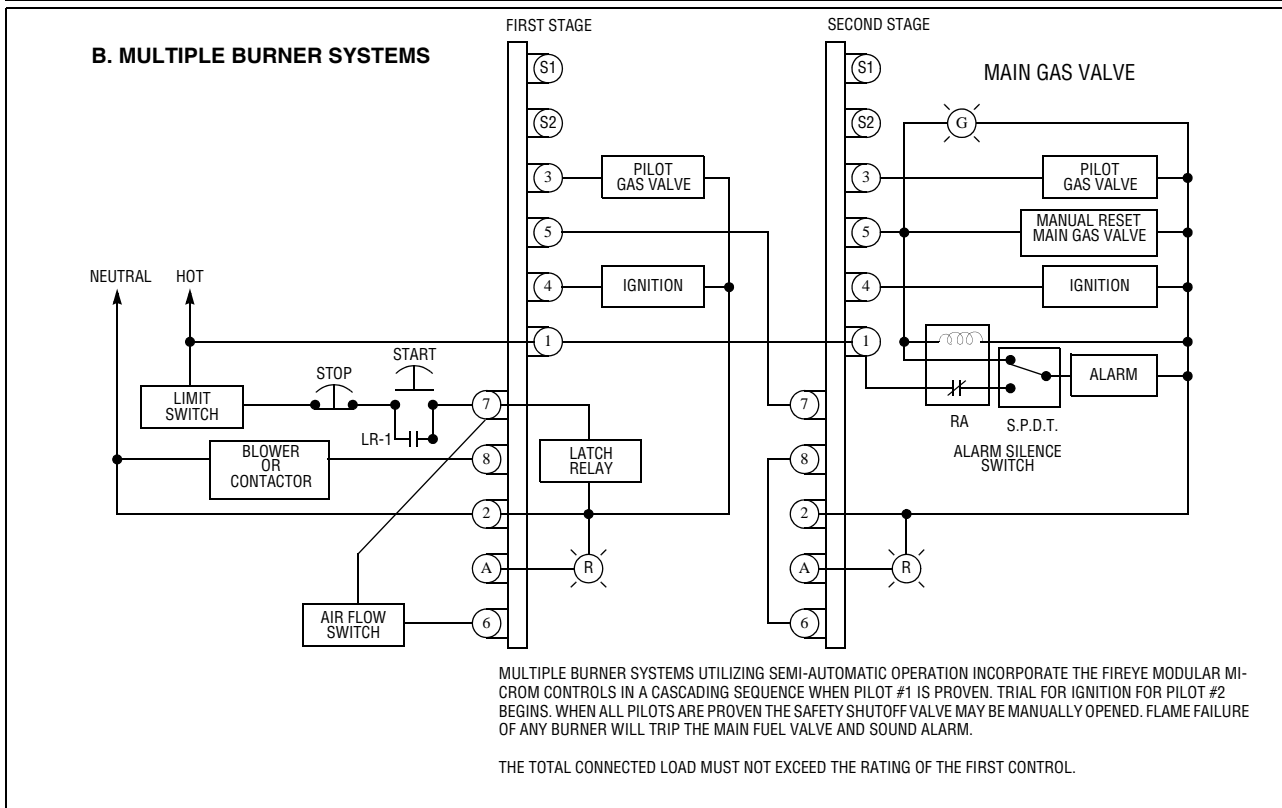 FIRST STAGE
SECOND STAGE
B. MULTIPLE BURNER SYSTEMS
MAIN GAS VALVE
S1
S1
S2
S2
G
3
PILOT
GAS VALVE
3
PILOT
GAS VALVE
5
5
MANUAL RESET
MAIN GAS VALVE
NEUTRAL
HOT
4
IGNITION
4
IGNITION
1
1
START
STOP
LIMIT
SWITCH
LR-1
7
7
RA
S.P.D.T.
ALARM
ALARM SILENCE
SWITCH
BLOWER
OR
CONTACTOR
8
LATCH
RELAY
8
2
2
A
R
A
R
AIR FLOW
SWITCH
6
6
MULTIPLE BURNER SYSTEMS UTILIZING SEMI-AUTOMATIC OPERATION INCORPORATE THE FIREYE MODULAR MI-
CROM CONTROLS IN A CASCADING SEQUENCE WHEN PILOT #1 IS PROVEN. TRIAL FOR IGNITION FOR PILOT #2
BEGINS. WHEN ALL PILOTS ARE PROVEN THE SAFETY SHUTOFF VALVE MAY BE MANUALLY OPENED. FLAME FAILURE
OF ANY BURNER WILL TRIP THE MAIN FUEL VALVE AND SOUND ALARM.
THE TOTAL CONNECTED LOAD MUST NOT EXCEED THE RATING OF THE FIRST CONTROL.